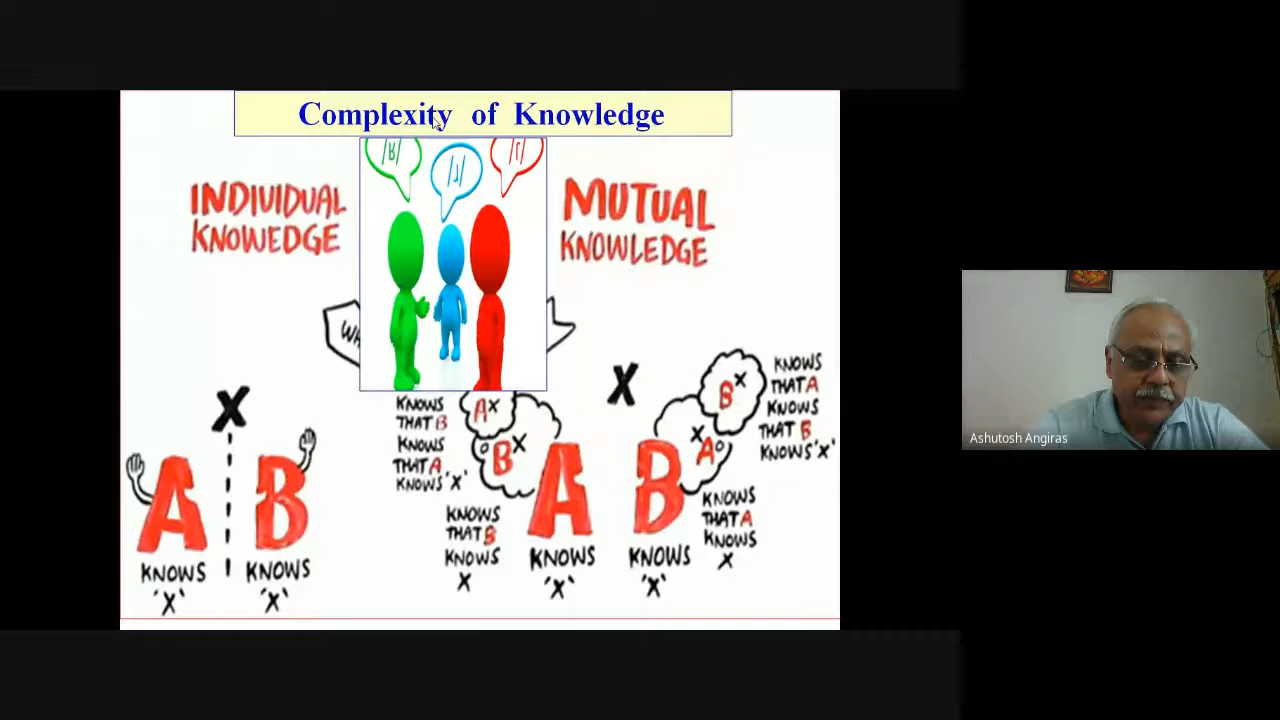 Complexity of Knowledge
/ʁ/
/ɹ/
INDIVIDUAL
KNOWEDGE
MUTUAL
KNOWLEDGE
X
A
B
KNOWS
'X'
KNOWS
'X'
KNOWS
THAT B
KNOWS
THAT A
KNOWS 'X'
A X
B X
KNOWS
THAT B
KNOWS
X
A
KNOWS
'X'
X
B
KNOWS
'X'
X A
B X
KNOWS
THAT A
KNOWS
X
KNOWS
THAT A
KNOWS
THAT B
KNOWS 'X'
Ashutosh Angiras